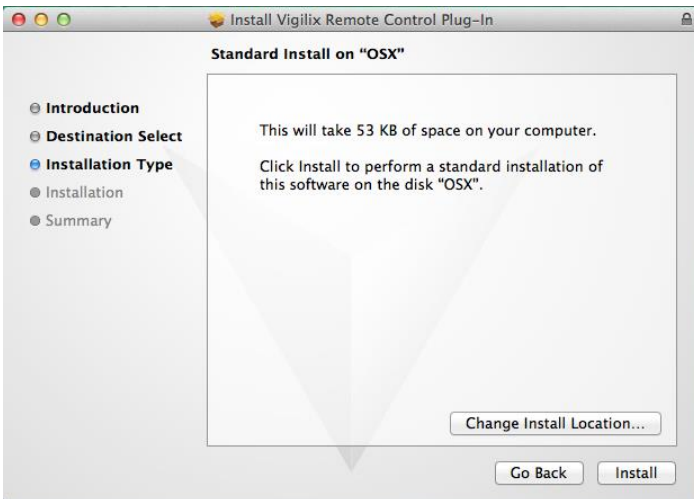 Install Vigilix Remote Control Plug-In
Standard Install on “OSX”
Introduction
Destination Select
Installation Type
Installation
Summary
This will take 53 KB of space on your computer.
Click Install to perform a standard installation of
this software on the disk “OSX”.
Change Install Location...
Go Back
Install